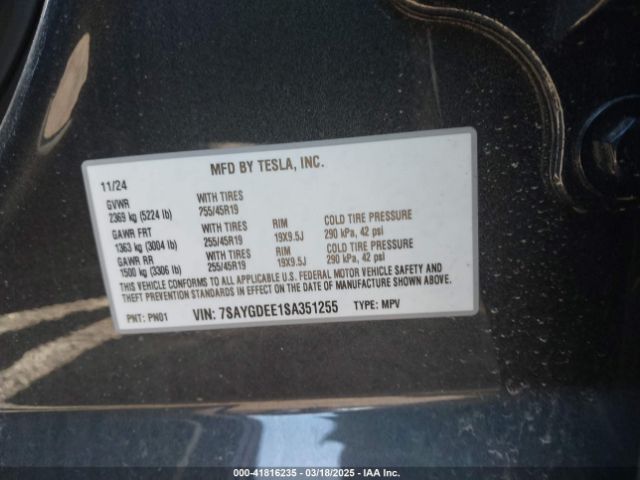 MFD BY TESLA, INC.
11/24
GVWR WITH TIRES
2369 kg (5224 lb) 255/45R19
GAWR FRT WITH TIRES RIM COLD TIRE PRESSURE
1363 kg (3004 lb) 255/45R19 19X9.5J 290 kPa, 42 psi
GAWR RR WITH TIRES RIM COLD TIRE PRESSURE
1500 kg (3306 lb) 255/45R19 19X9.5J 290 kPa, 42 psi
THIS VEHICLE CONFORMS TO ALL APPLICABLE U.S. FEDERAL MOTOR VEHICLE SAFETY AND
THEFT PREVENTION STANDARDS IN EFFECT ON THE DATE OF MANUFACTURE SHOWN ABOVE.
PNT: PN01 VIN: 7SAYGDEE1SA351255 TYPE: MPV
000-41816235 - 03/18/2025 - IAA Inc.